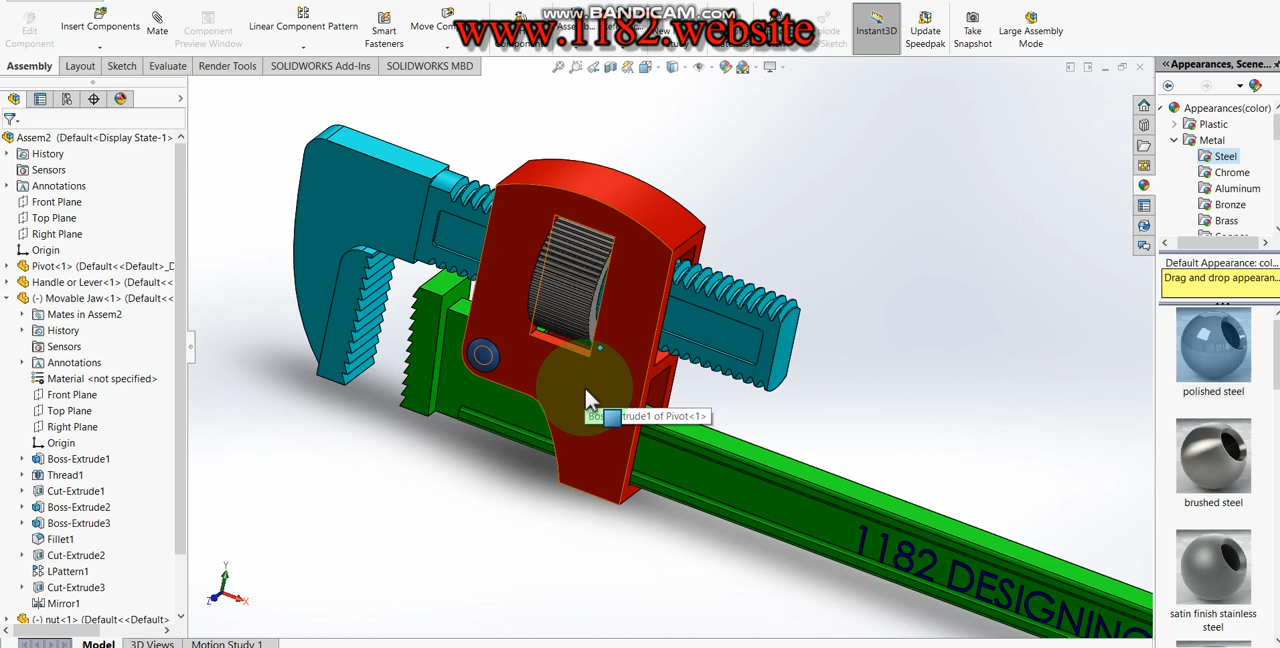 www.BANDICAM.com
www.1182.website
Edit Component
Insert Components
Mate
Component Preview Window
Linear Component Pattern
Smart Fasteners
Move Co
Instant3D
Update Speedpak
Take Snapshot
Large Assembly Mode
Assembly
Layout
Sketch
Evaluate
Render Tools
SOLIDWORKS Add-Ins
SOLIDWORKS MBD
Assem2 (Default<Display State-1>
History
Sensors
Annotations
Front Plane
Top Plane
Right Plane
Origin
Pivot<1> (Default<<Default>_D
Handle or Lever<1> (Default<<
(-) Movable Jaw<1> (Default<<
Mates in Assem2
History
Sensors
Annotations
Material <not specified>
Front Plane
Top Plane
Right Plane
Origin
Boss-Extrude1
Thread1
Cut-Extrude1
Boss-Extrude2
Boss-Extrude3
Fillet1
Cut-Extrude2
LPattern1
Cut-Extrude3
Mirror1
(-) nut<1> (Default<<Default>
Model
3D Views
Motion Study 1
Bos trude1 of Pivot<1>
1182 DESIGNING
Y
X
Z
Appearances, Scene...
Appearances(color)
Plastic
Metal
Steel
Chrome
Aluminum
Bronze
Brass
Default Appearance: col...
Drag and drop appearan...
polished steel
brushed steel
satin finish stainless
steel